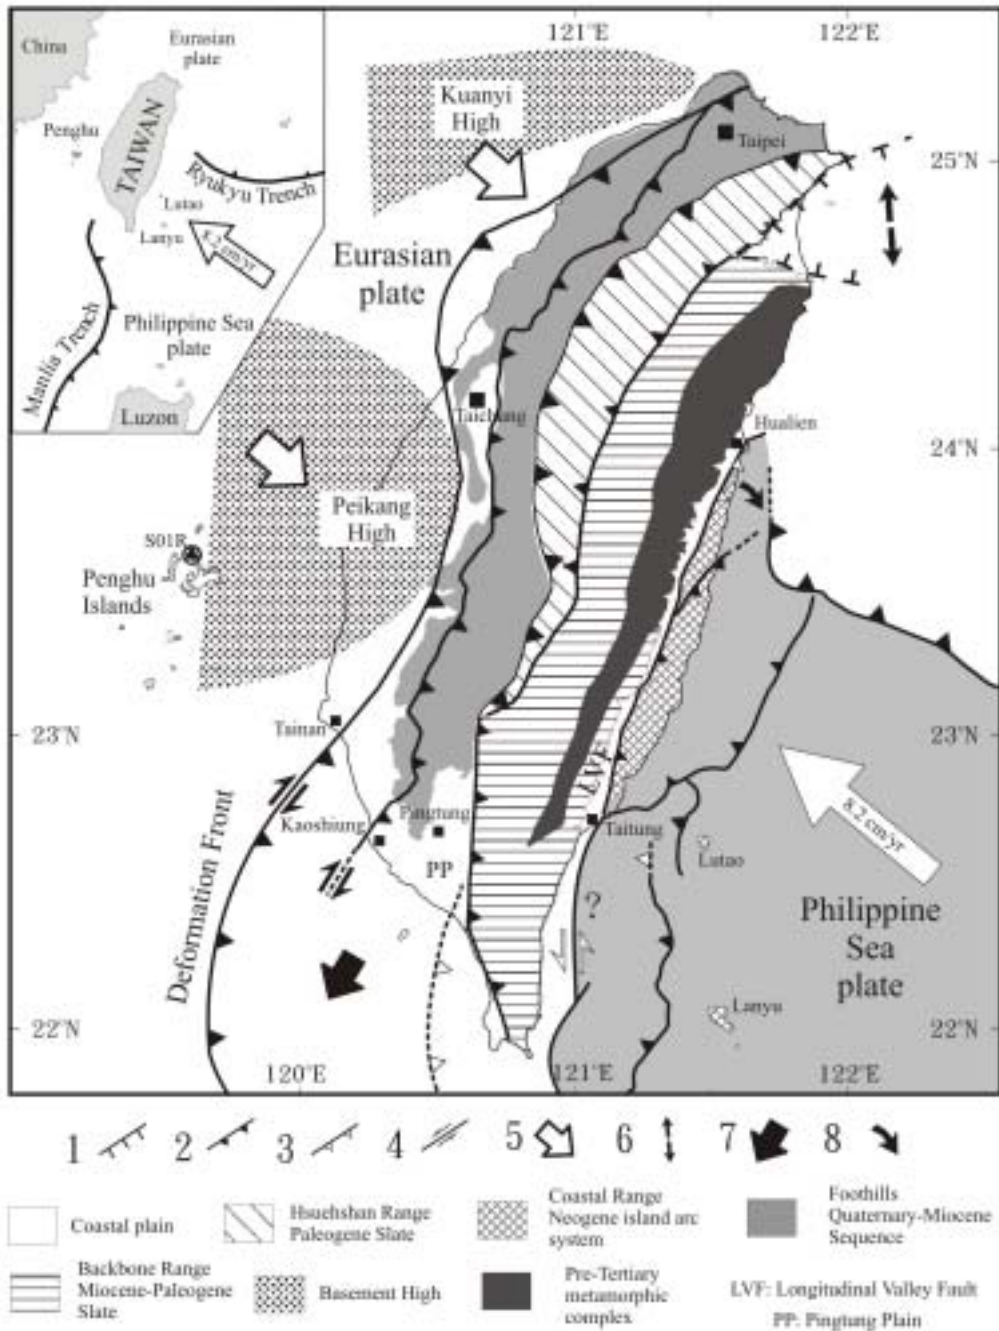 China
Eurasian
plate
Penghu
TAIWAN
Ryukyu Trench
Lutao
Lanyu
8.2 cm/yr
Manlia Trench
Philippine Sea
plate
Luzon
121°E
122°E
Kuanyi
High
Taipei
25°N
Eurasian
plate
Taichung
Hualien
24°N
Peikang
High
S01R
Penghu
Islands
23°N
Tainan
23°N
LVF
8.2 cm/yr
Kaoshiung
Pingtung
Taitung
Lutao
PP
Deformation Front
?
Philippine
Sea
plate
Lanyu
22°N
22°N
120°E
121°E
122°E
1
2
3
4
5
6
7
8
Coastal plain
Hsuehshan Range
Paleogene Slate
Coastal Range
Neogene island arc
system
Foothills
Quaternary-Miocene
Sequence
Backbone Range
Miocene-Paleogene
Slate
Basement High
Pre-Tertiary
metamorphic
complex
LVF: Longitudinal Valley Fault
PP: Pingtung Plain